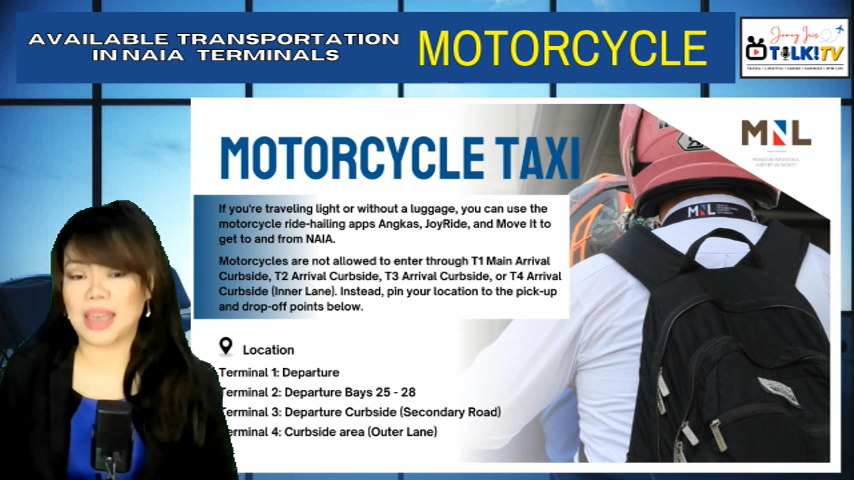 AVAILABLE TRANSPORTATION
IN NAIA TERMINALS
MOTORCYCLE
TALK!TV
MOTORCYCLE TAXI
MNL
If you're traveling light or without a luggage, you can use the
motorcycle ride-hailing apps Angkas, JoyRide, and Move it to
get to and from NAIA.
Motorcycles are not allowed to enter through T1 Main Arrival
Curbside, T2 Arrival Curbside, T3 Arrival Curbside, or T4 Arrival
Curbside (Inner Lane). Instead, pin your location to the pick-up
and drop-off points below.
Location
Terminal 1: Departure
Terminal 2: Departure Bays 25 - 28
Terminal 3: Departure Curbside (Secondary Road)
erminal 4: Curbside area (Outer Lane)
MNL